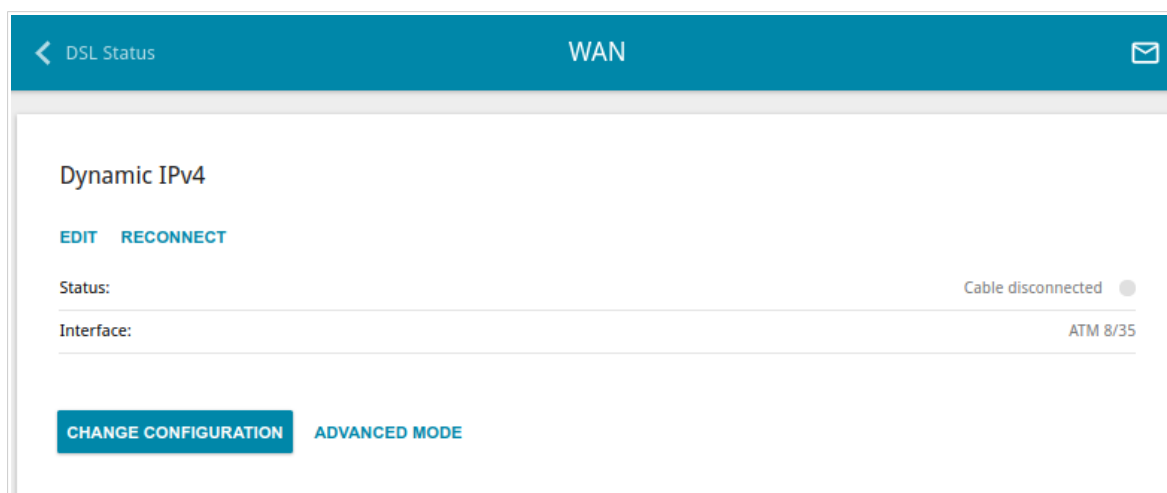 DSL Status
WAN
Dynamic IPv4
EDIT RECONNECT
Status: Cable disconnected
Interface: ATM 8/35
CHANGE CONFIGURATION ADVANCED MODE